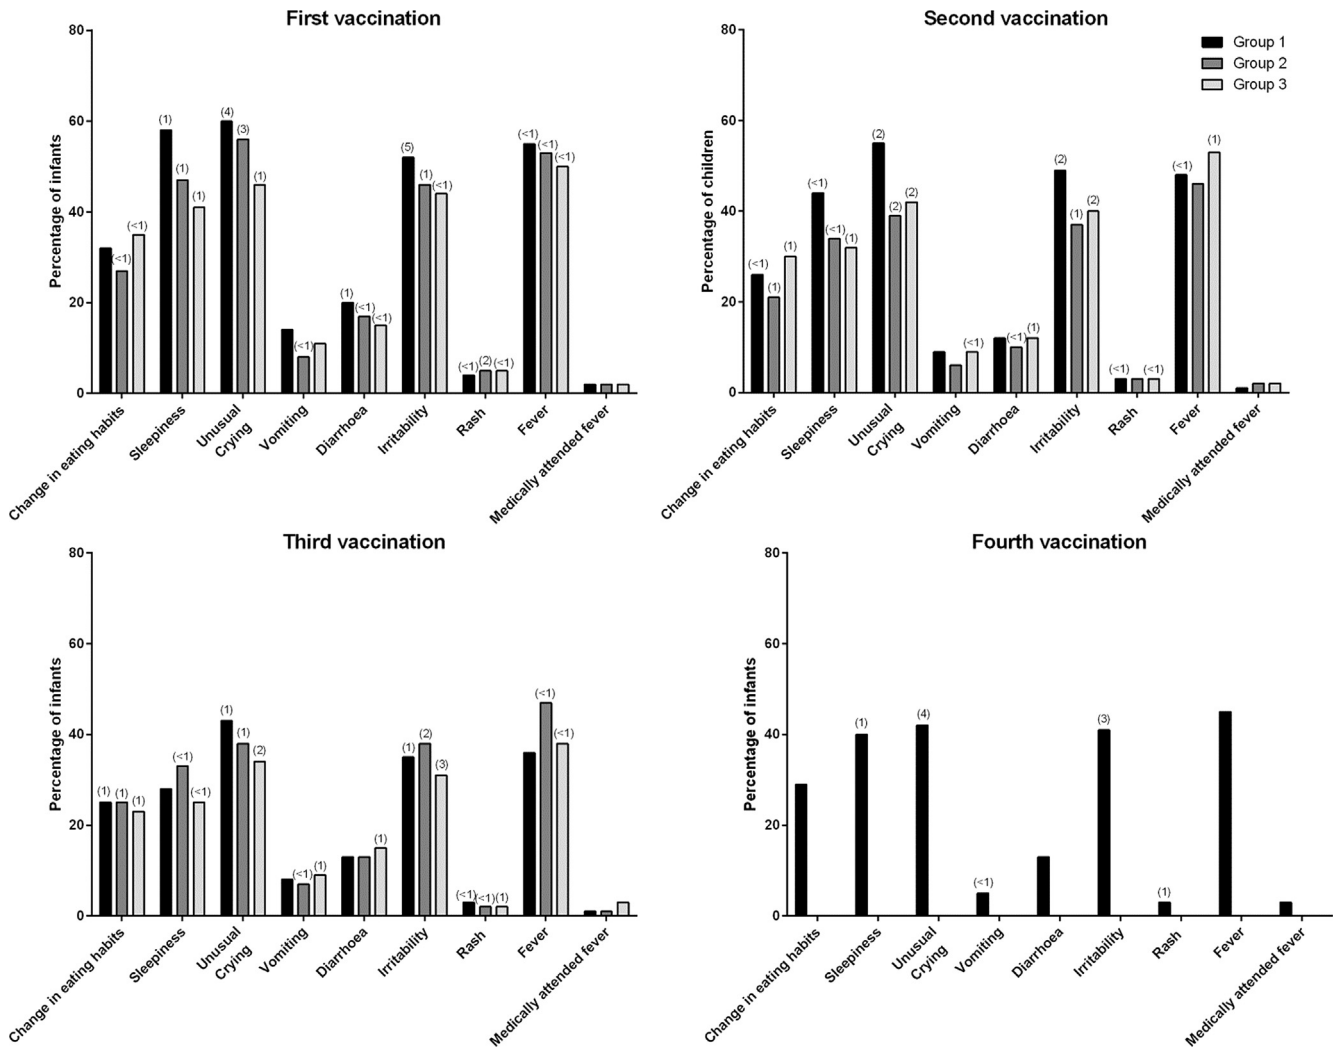 First vaccination
80
60
40
20
0
Percentage of infants
(<1)
(<1)
(1)
(1)
(1)
(4)
(3)
(1)
(<1)
(1)
(<1)
(<1)
(5)
(1)
(<1)
(<1)
(2)
(<1)
(<1)
(<1)
(<1)
Change in eating habits
Sleepiness
Unusual
Crying
Vomiting
Diarrhoea
Irritability
Rash
Fever
Medically attended fever
Second vaccination
Group 1
Group 2
Group 3
80
60
40
20
0
Percentage of children
(<1)
(1)
(1)
(<1)
(<1)
(1)
(2)
(2)
(2)
(<1)
(<1)
(1)
(2)
(1)
(2)
(<1)
(<1)
(<1)
(1)
Change in eating habits
Sleepiness
Unusual
Crying
Vomiting
Diarrhoea
Irritability
Rash
Fever
Medically attended fever
Third vaccination
80
60
40
20
0
Percentage of infants
(1)
(1)
(1)
(<1)
(<1)
(1)
(1)
(2)
(<1)
(1)
(1)
(1)
(2)
(3)
(<1)
(<1)
(1)
(<1)
(<1)
Change in eating habits
Sleepiness
Unusual
Crying
Vomiting
Diarrhoea
Irritability
Rash
Fever
Medically attended fever
Fourth vaccination
80
60
40
20
0
Percentage of infants
(1)
(4)
(<1)
(3)
(1)
Change in eating habits
Sleepiness
Unusual
Crying
Vomiting
Diarrhoea
Irritability
Rash
Fever
Medically attended fever